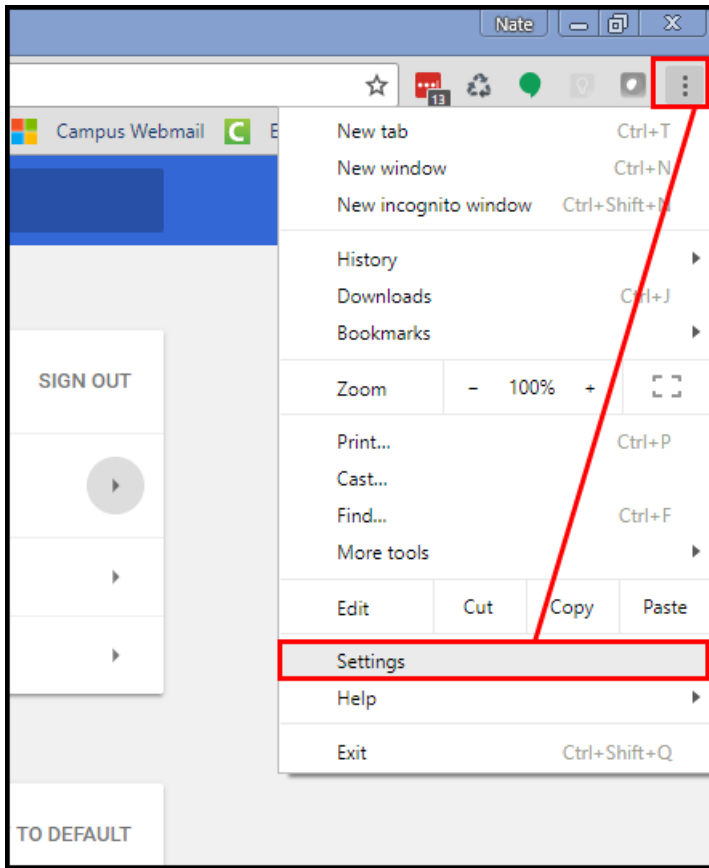 Nate
13
Campus Webmail
New tab Ctrl+T
New window Ctrl+N
New incognito window Ctrl+Shift+N
History
Downloads Ctrl+J
Bookmarks
SIGN OUT
Zoom - 100% +
Print... Ctrl+P
Cast...
Find... Ctrl+F
More tools
Edit Cut Copy Paste
Settings
Help
Exit Ctrl+Shift+Q
TO DEFAULT